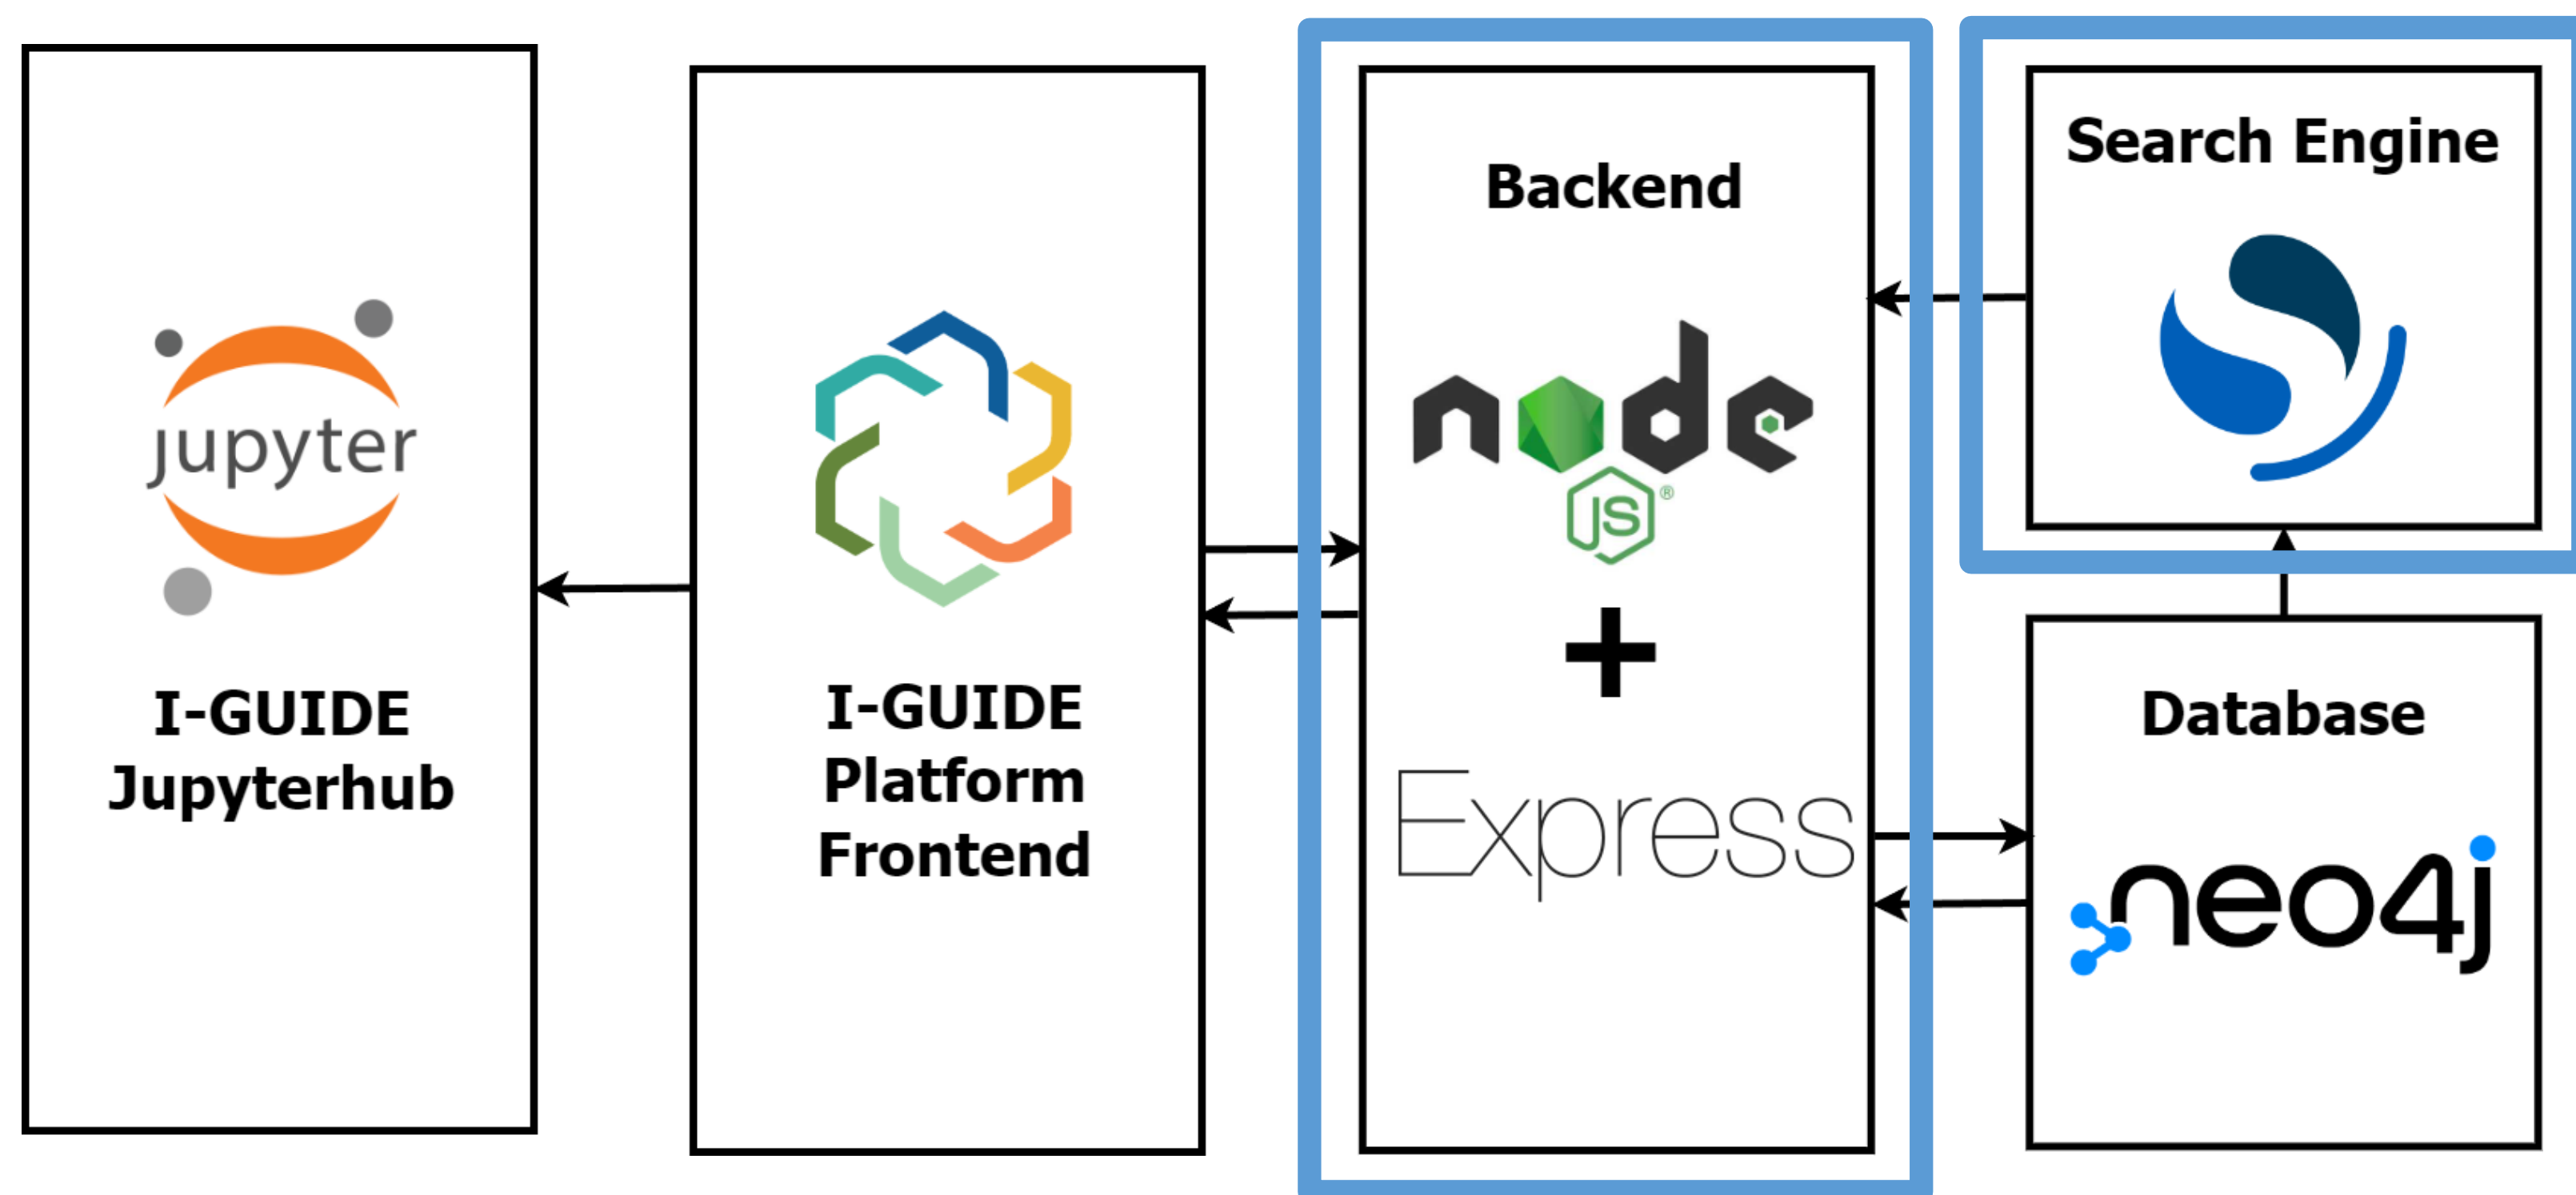 jupyter
I-GUIDE
Jupyterhub
I-GUIDE
Platform
Frontend
Backend
node
JS®
+
Express
Search Engine
Database
neo4j